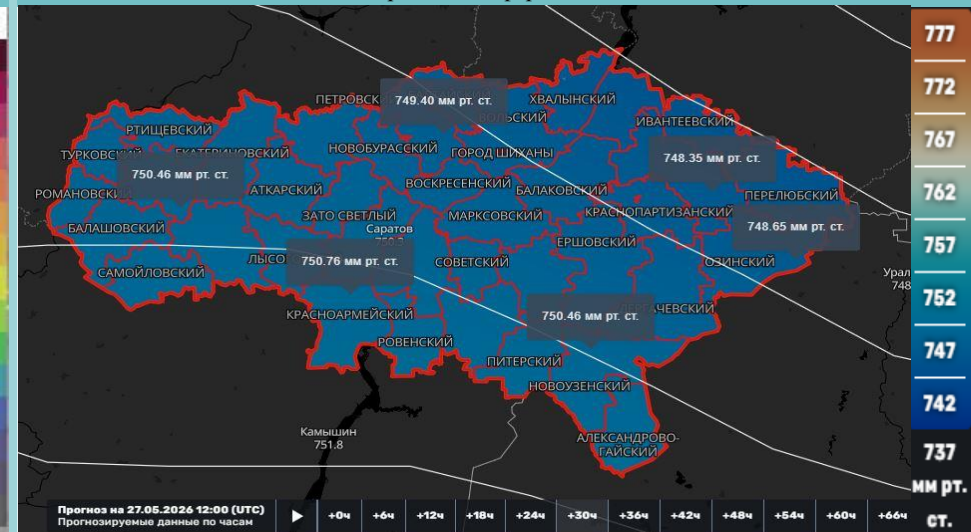 777
772
767
762
757
752
747
742
737
мм рт.
ст.
ПЕТРОВСК
749.40 мм рт. ст.
ХВАЛЫНСКИЙ
ВОЛЬСКИЙ
ИВАНТЕЕВСКИЙ
РТИЩЕВСКИЙ
ТУРКОВСКИЙ
ЕКАТЕРИНОВСКИЙ
НОВОБУРАССКИЙ
ГОРОД ШИХАНЫ
748.35 мм рт. ст.
750.46 мм рт. ст.
РОМАНОВСКИ
АТКАРСКИЙ
ВОСКРЕСЕНСКИЙ
БАЛАКОВСКИЙ
ПЕРЕЛЮБСКИЙ
БАЛАШОВСКИЙ
ЗАТО СВЕТЛЫЙ
Саратов
МАРКСОВСКИЙ
КРАСНОПАРТИЗАНСКИЙ
748.65 мм рт. ст.
ЕРШОВСКИЙ
САМОЙЛОВСКИЙ
ЛЫСО
750.76 мм рт. ст.
СОВЕТСКИЙ
ОЗИНСКИЙ
Урал
748
КРАСНОАРМЕЙСКИЙ
750.46 мм рт. ст.
ДЕРГАЧЕВСКИЙ
РОВЕНСКИЙ
ПИТЕРСКИЙ
НОВОУЗЕНСКИЙ
Камышин
751.8
АЛЕКСАНДРОВО-
ГАЙСКИЙ
Прогноз на 27.05.2026 12:00 (UTC)
Прогнозируемые данные по часам
+0ч +6ч +12ч +18ч +24ч +30ч +36ч +42ч +48ч +54ч +60ч +66ч